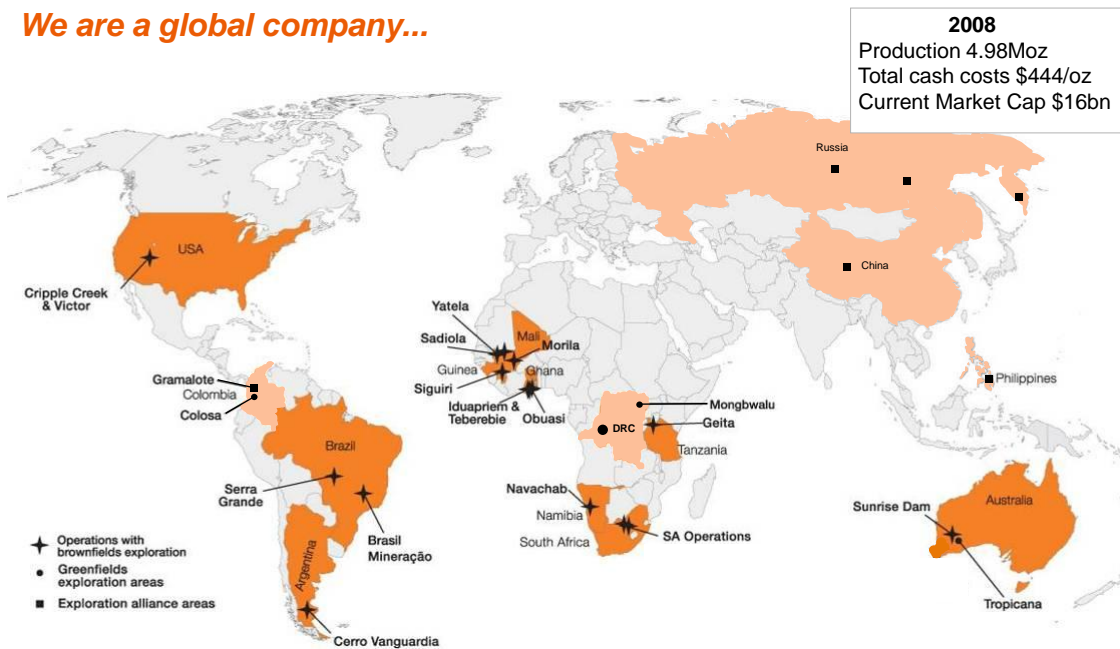 We are a global company...
2008
Production 4.98Moz
Total cash costs $444/oz
Current Market Cap $16bn
Russia
China
USA
Cripple Creek
& Victor
Yatela
Sadiola
Mali
Morila
Guinea
Ghana
Siguiri
Iduapriem &
Teberebie
Obuasi
Philippines
Gramalote
Colombia
Colosa
Mongbwalu
DRC
Geita
Tanzania
Brazil
Serra
Grande
Brasil
Mineração
Navachab
Namibia
South Africa
SA Operations
Australia
Sunrise Dam
Tropicana
Argentina
Cerro Vanguardia
Operations with
brownfields exploration
Greenfields
exploration areas
Exploration alliance areas